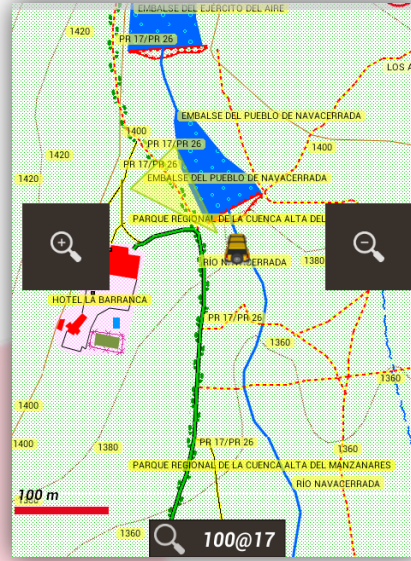 EMBALSE DEL EJÉRCITO DEL AIRE
1420
PR 17/PR 26
LOS A
1400
EMBALSE DEL PUEBLO DE NAVACERRADA
PR 17/PR 26
1400
1420
PR 17/PR 26
1420
EMBALSE DEL PUEBLO DE NAVACERRADA
PARQUE REGIONAL DE LA CUENCA ALTA DEL
RÍO NAVACERRADA
1380
HOTEL LA BARRANCA
PR 17/PR 26
1360
1360
1400
1400
1380
PR 17/PR 26
1360
PARQUE REGIONAL DE LA CUENCA ALTA DEL MANZANARES
RÍO NAVACERRADA
100 m
1360
100@17